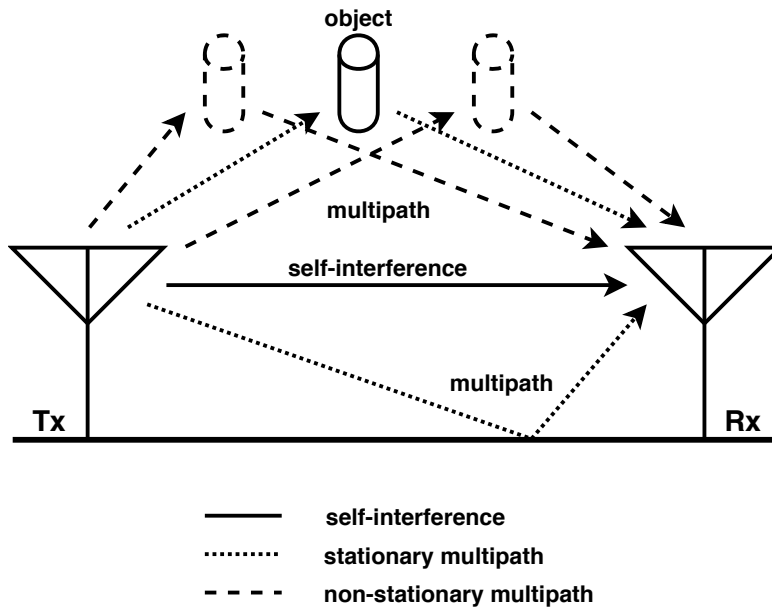 object
multipath
self-interference
multipath
Tx
Rx
self-interference
stationary multipath
non-stationary multipath